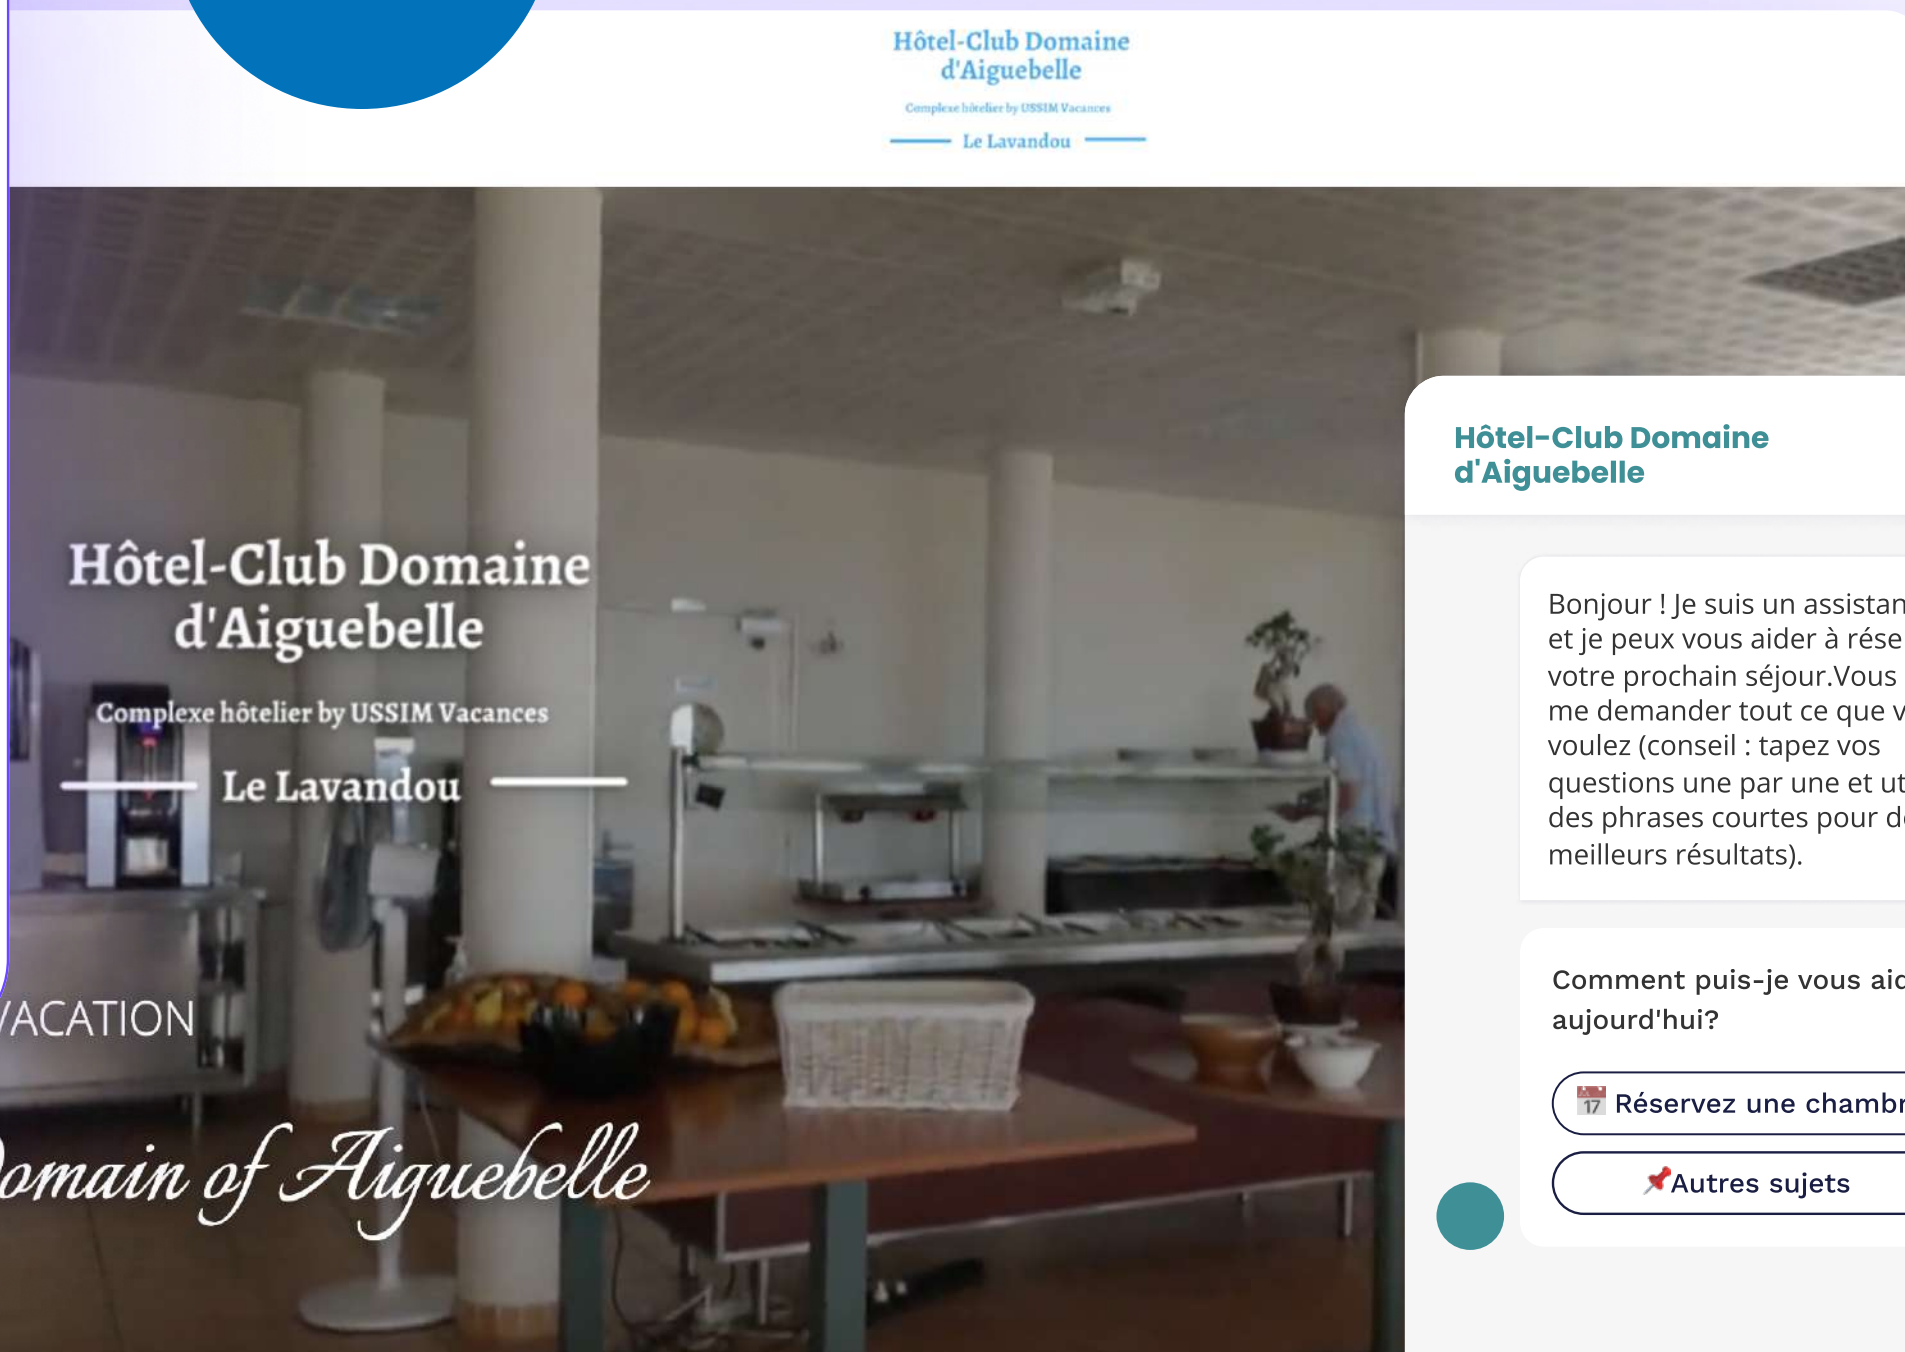 Hôtel-Club Domaine
d'Aiguebelle
Complexe hôtelier by USSIM Vacances
Le Lavandou
Hôtel-Club Domaine
d'Aiguebelle
Complexe hôtelier by USSIM Vacances
Le Lavandou
VACATION
omain of Aiguebelle
Hôtel-Club Domaine
d'Aiguebelle
Bonjour ! Je suis un assistan
et je peux vous aider à rése
votre prochain séjour.Vous
me demander tout ce que v
voulez (conseil : tapez vos
questions une par une et ut
des phrases courtes pour d
meilleurs résultats).
Comment puis-je vous aid
aujourd'hui?
17 Réservez une chambr
Autres sujets